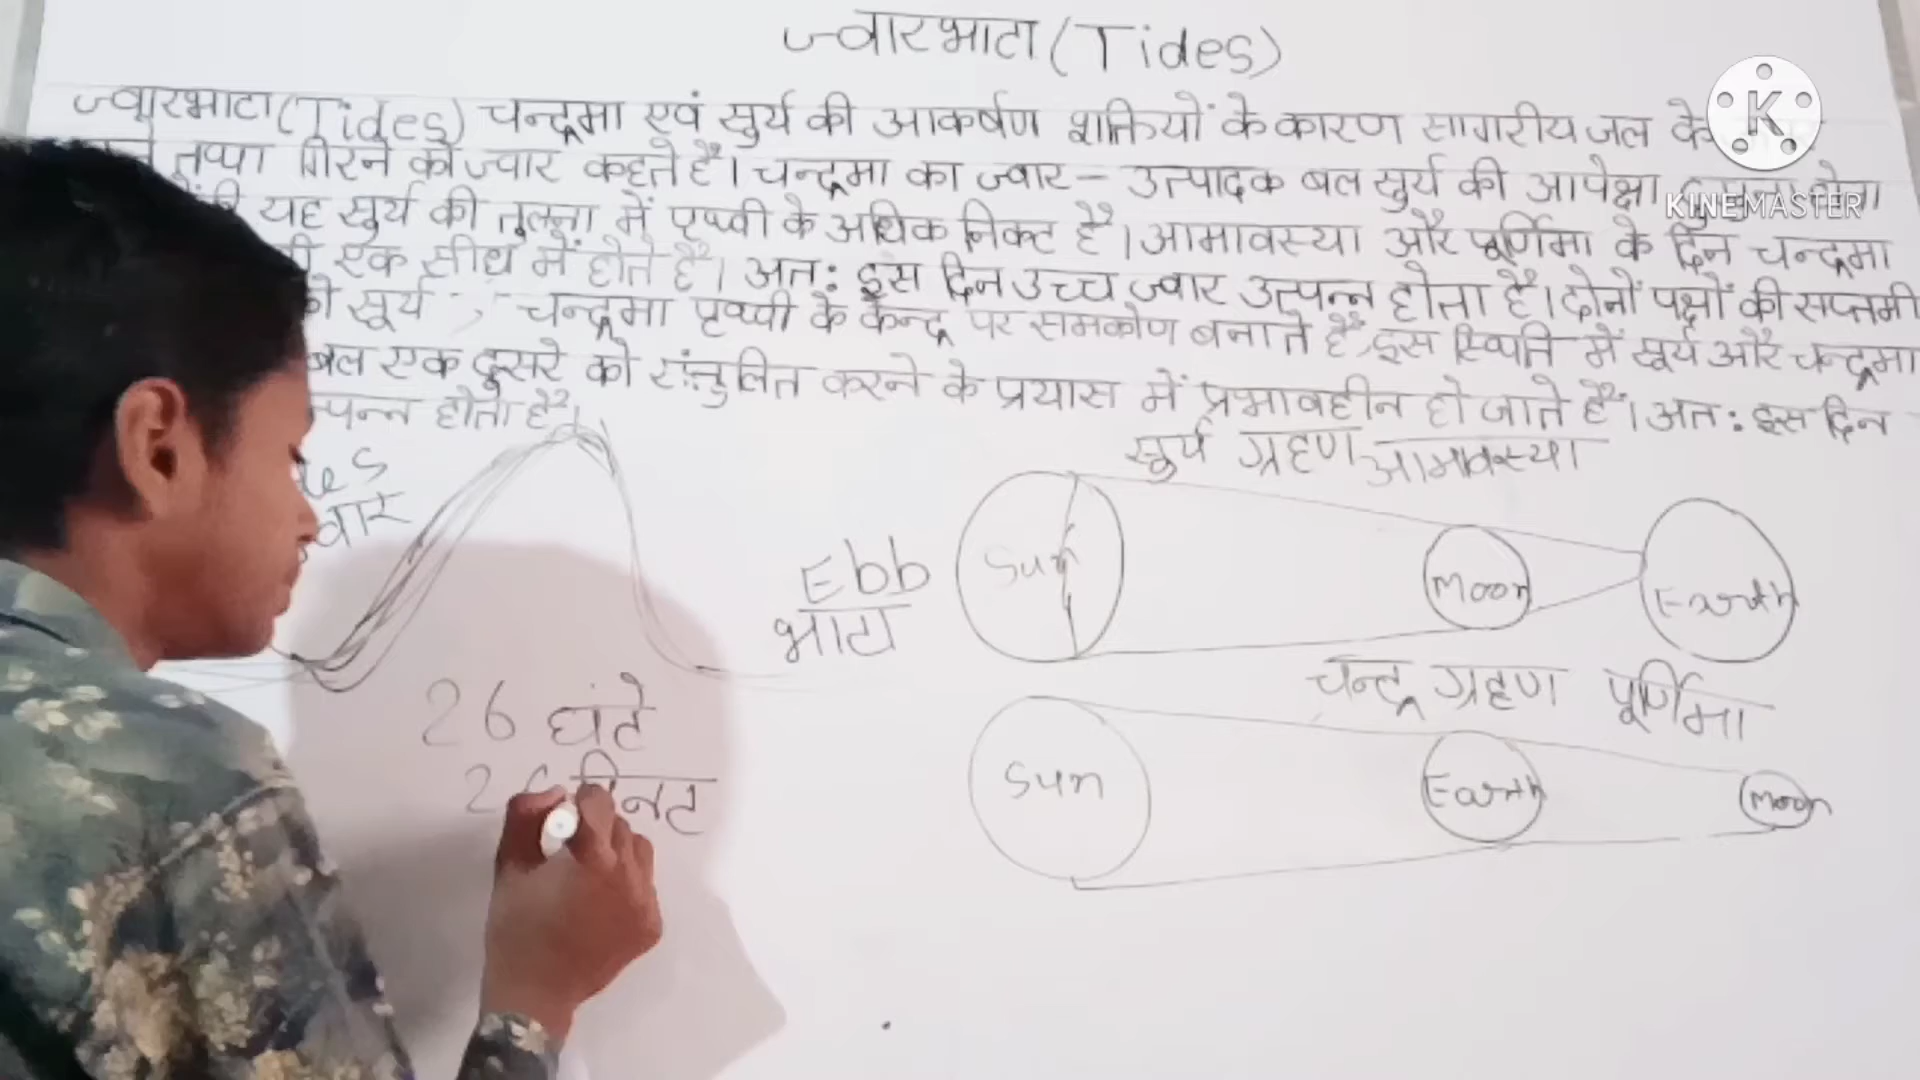 ज्वारभाटा (Tides)
ज्वारभाटा (Tides) चन्द्रमा एवं सुर्य की आकर्षण शक्तियों के कारण सागरीय जल के
तथा गिरने को ज्वार कहते हैं। चन्द्रमा का ज्वार - उत्पादक बल सुर्य की आपेक्षा
यह सुर्य की तुलना में पृथ्वी के अधिक निकट है। आमावस्या और पूर्णिमा के दिन चन्द्रमा
एक सीध में होते है। अत: इस दिन उच्च ज्वार उत्पन्न होता है। दोनों पक्षों की सप्तमी
को सूर्य , चन्द्रमा पृथ्वी के केन्द्र पर समकोण बनाते हैं, इस स्थिति में सूर्य और चन्द्रमा
बल एक दुसरे को संतुलित करने के प्रयास में प्रभावहीन हो जाते हैं। अत: इस दिन
होता है।
सुर्य ग्रहण आमावस्या
Sun Moon Earth
Ebb
भाटा
चन्द्र ग्रहण पूर्णिमा
Sun Earth Moon
26 घंटे
KINEMASTER